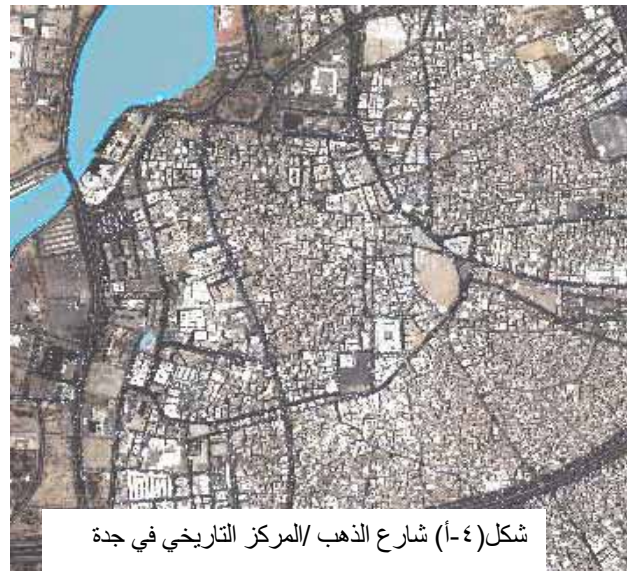 شكل(٤-أ) شارع الذهب /المركز التاريخي في جدة